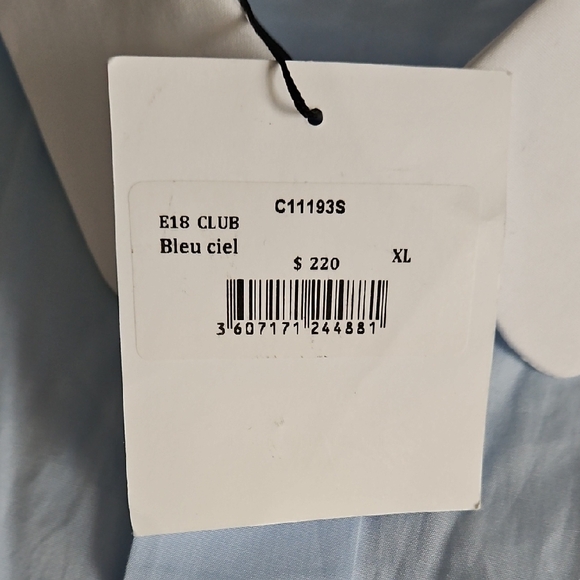 C11193S
E18 CLUB
Bleu ciel
$ 220 XL
3 607171 244881